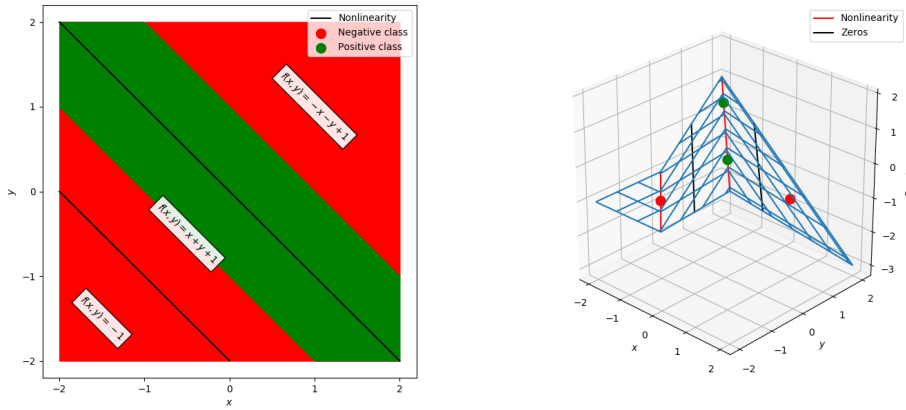 Nonlinearity
Negative class
Positive class
f(x, y) = −x−y+1
f(x, y) = x+y+1
f(x, y) = −1
2
1
0
−1
−2
y
−2
−1
0
1
2
x
Nonlinearity
Zeros
2
1
0
−1
−2
−3
−2
−1
0
1
2
x
−2
−1
0
1
2
y